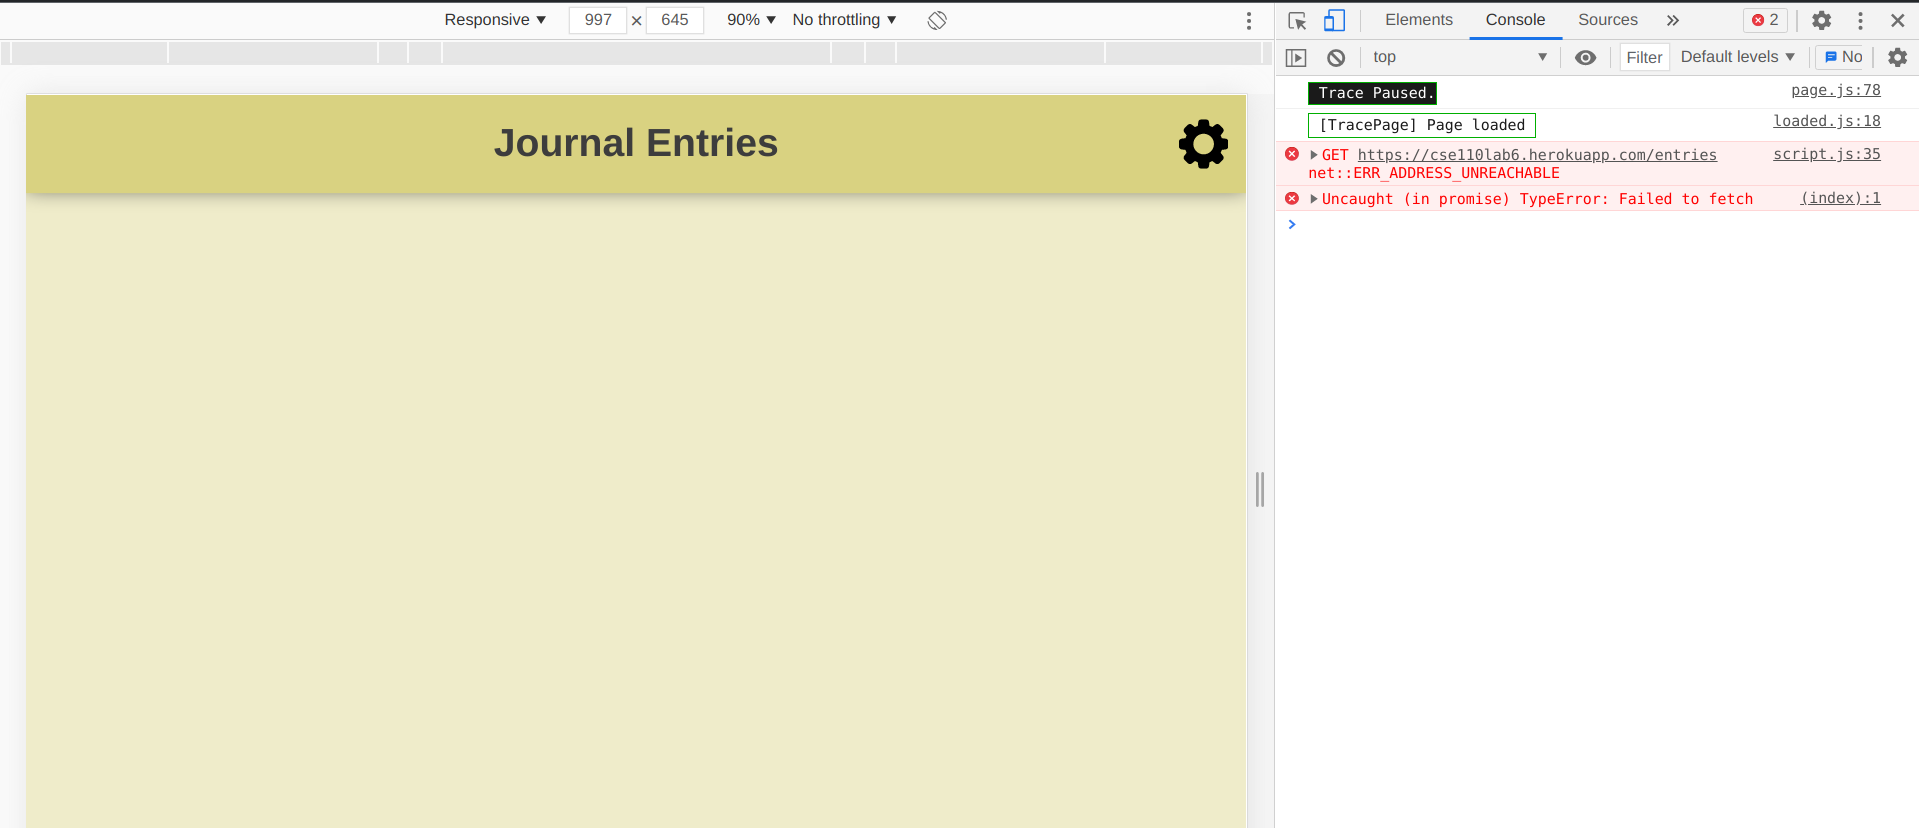 Responsive 997 × 645 90% No throttling
Elements Console Sources 2
top Filter Default levels No
Journal Entries
Trace Paused. page.js:78
[TracePage] Page loaded loaded.js:18
GET https://cse110lab6.herokuapp.com/entries script.js:35
net::ERR_ADDRESS_UNREACHABLE
Uncaught (in promise) TypeError: Failed to fetch (index):1